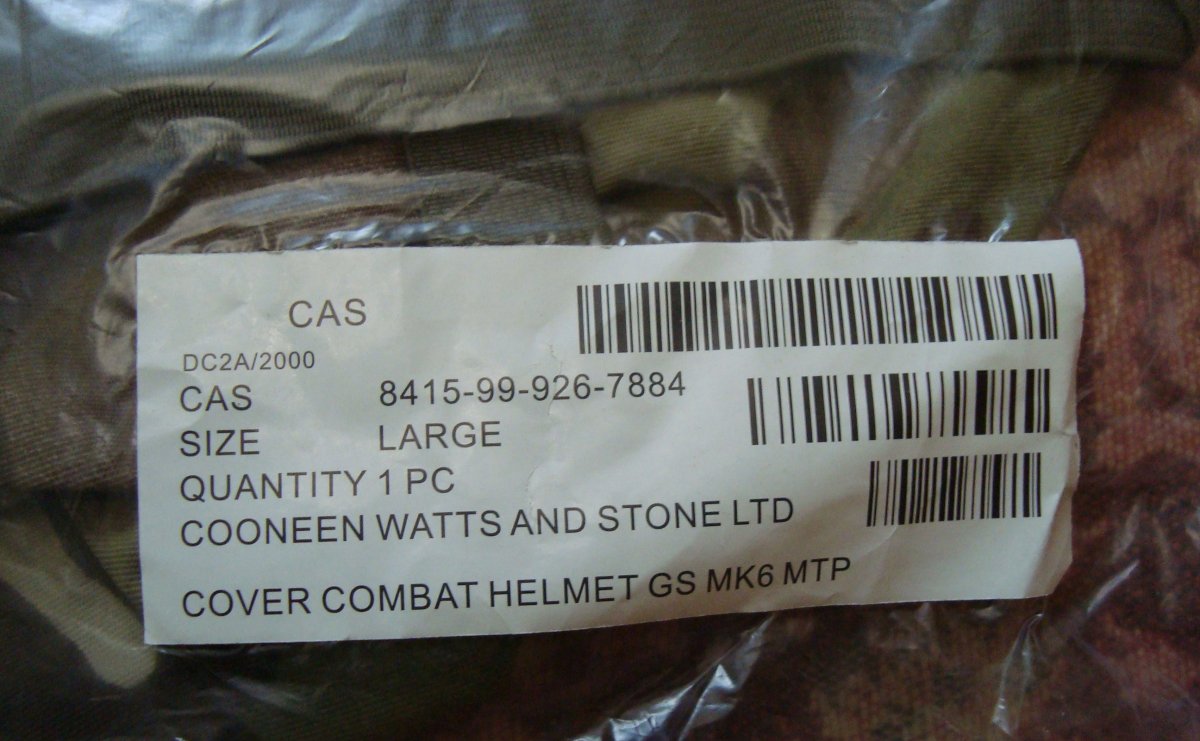 CAS
DC2A/2000
CAS 8415-99-926-7884
SIZE LARGE
QUANTITY 1 PC
COONEEN WATTS AND STONE LTD
COVER COMBAT HELMET GS MK6 MTP